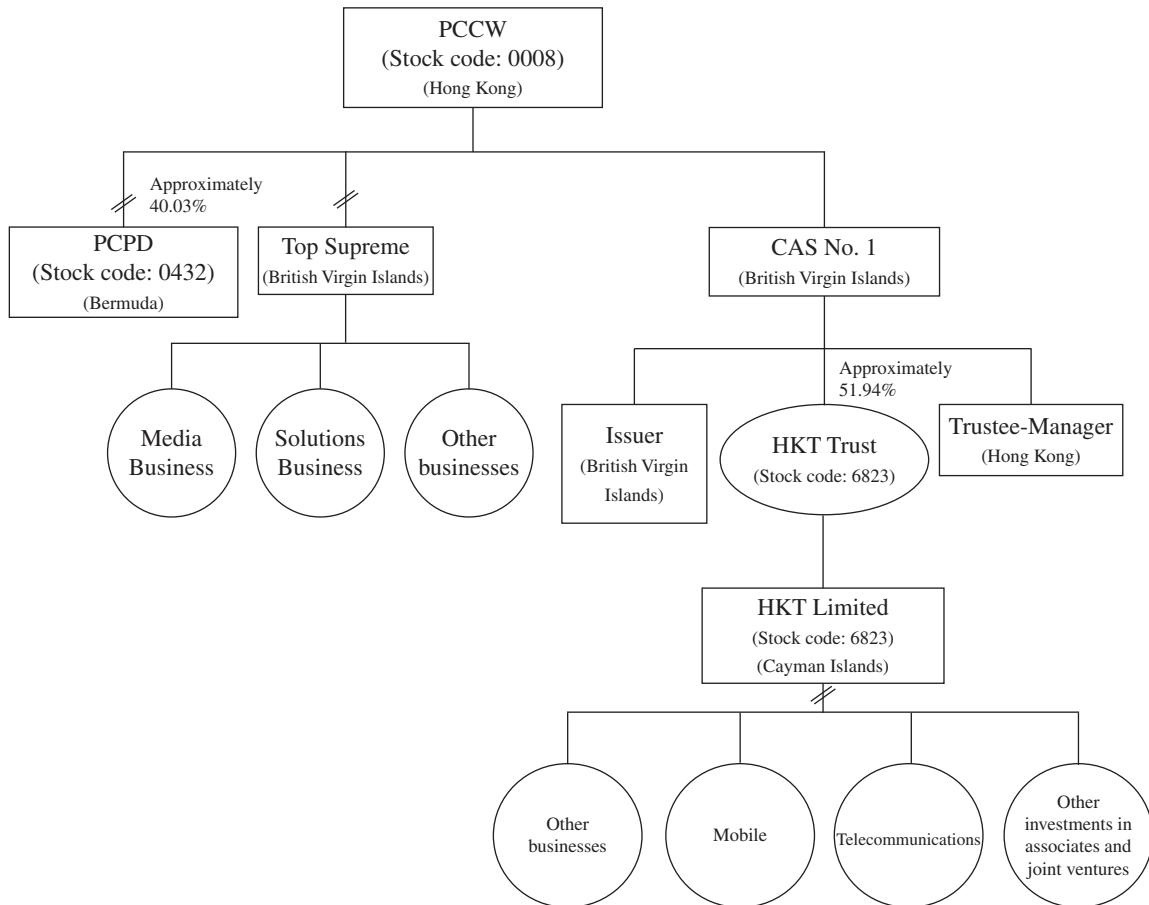 PCCW
(Stock code: 0008)
(Hong Kong)
Approximately
40.03%
PCPD
(Stock code: 0432)
(Bermuda)
Top Supreme
(British Virgin Islands)
CAS No. 1
(British Virgin Islands)
Approximately
51.94%
Media
Business
Solutions
Business
Other
businesses
Issuer
(British Virgin
Islands)
HKT Trust
(Stock code: 6823)
Trustee-Manager
(Hong Kong)
HKT Limited
(Stock code: 6823)
(Cayman Islands)
Other
businesses
Mobile
Telecommunications
Other
investments in
associates and
joint ventures